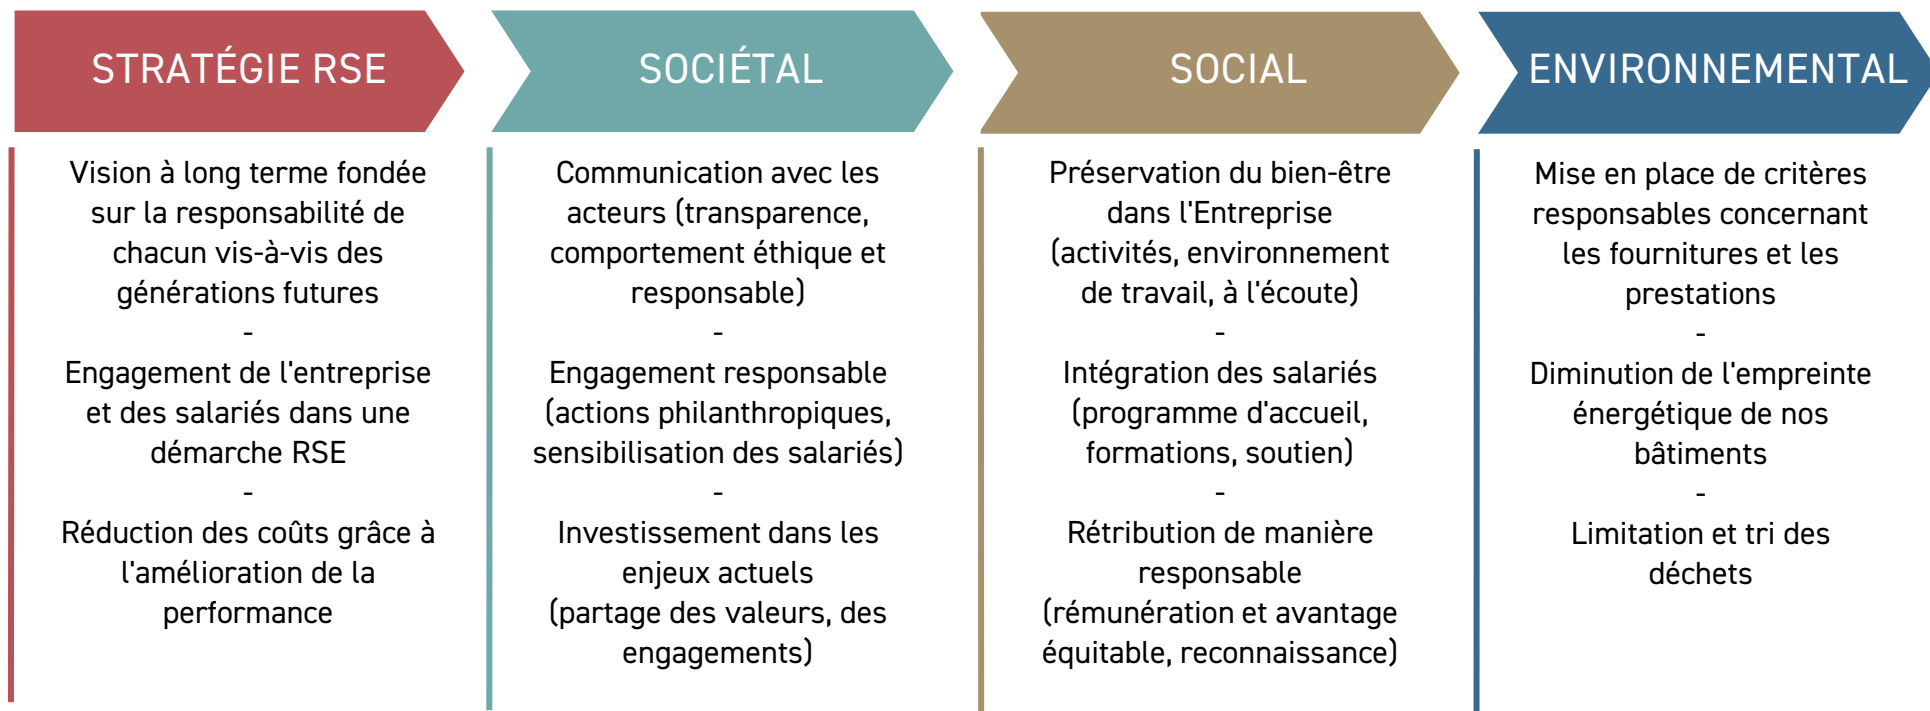 STRATÉGIE RSE
Vision à long terme fondée
sur la responsabilité de
chacun vis-à-vis des
générations futures
-
Engagement de l'entreprise
et des salariés dans une
démarche RSE
-
Réduction des coûts grâce à
l'amélioration de la
performance
SOCIÉTAL
Communication avec les
acteurs (transparence,
comportement éthique et
responsable)
-
Engagement responsable
(actions philanthropiques,
sensibilisation des salariés)
-
Investissement dans les
enjeux actuels
(partage des valeurs, des
engagements)
SOCIAL
Préservation du bien-être
dans l'Entreprise
(activités, environnement
de travail, à l'écoute)
-
Intégration des salariés
(programme d'accueil,
formations, soutien)
-
Rétribution de manière
responsable
(rémunération et avantage
équitable, reconnaissance)
ENVIRONNEMENTAL
Mise en place de critères
responsables concernant
les fournitures et les
prestations
-
Diminution de l'empreinte
énergétique de nos
bâtiments
-
Limitation et tri des
déchets